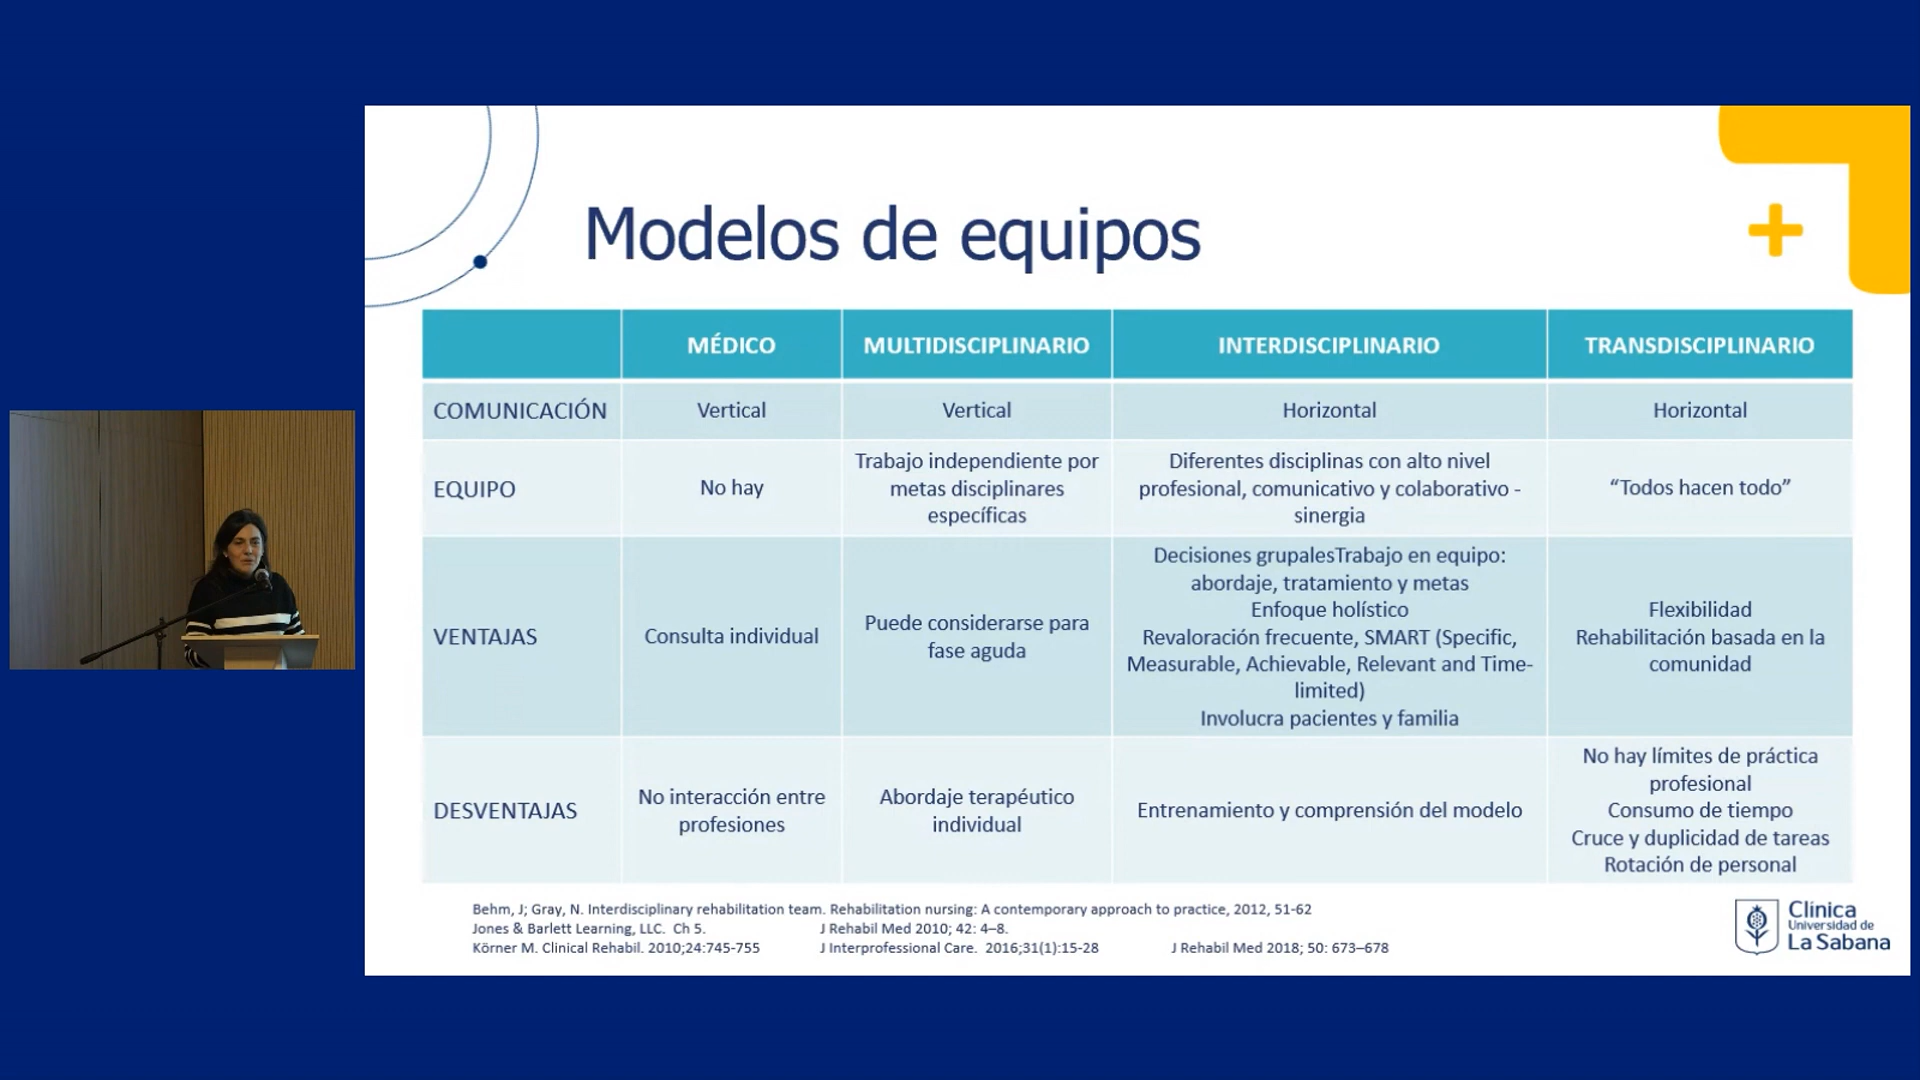 Modelos de equipos
MÉDICO
MULTIDISCIPLINARIO
INTERDISCIPLINARIO
TRANSDISCIPLINARIO
COMUNICACIÓN
Vertical
Vertical
Horizontal
Horizontal
EQUIPO
No hay
Trabajo independiente por
metas disciplinares
específicas
Diferentes disciplinas con alto nivel
profesional, comunicativo y colaborativo -
sinergia
“Todos hacen todo”
VENTAJAS
Consulta individual
Puede considerarse para
fase aguda
Decisiones grupalesTrabajo en equipo:
abordaje, tratamiento y metas
Enfoque holístico
Revaloración frecuente, SMART (Specific,
Measurable, Achievable, Relevant and Time-
limited)
Involucra pacientes y familia
Flexibilidad
Rehabilitación basada en la
comunidad
DESVENTAJAS
No interacción entre
profesiones
Abordaje terapéutico
individual
Entrenamiento y comprensión del modelo
No hay límites de práctica
profesional
Consumo de tiempo
Cruce y duplicidad de tareas
Rotación de personal
Behm, J; Gray, N. Interdisciplinary rehabilitation team. Rehabilitation nursing: A contemporary approach to practice, 2012, 51-62
Jones & Barlett Learning, LLC. Ch 5. J Rehabil Med 2010; 42: 4–8.
Körner M. Clinical Rehabil. 2010;24:745-755 J Interprofessional Care. 2016;31(1):15-28 J Rehabil Med 2018; 50: 673–678
Clínica
Universidad de
La Sabana